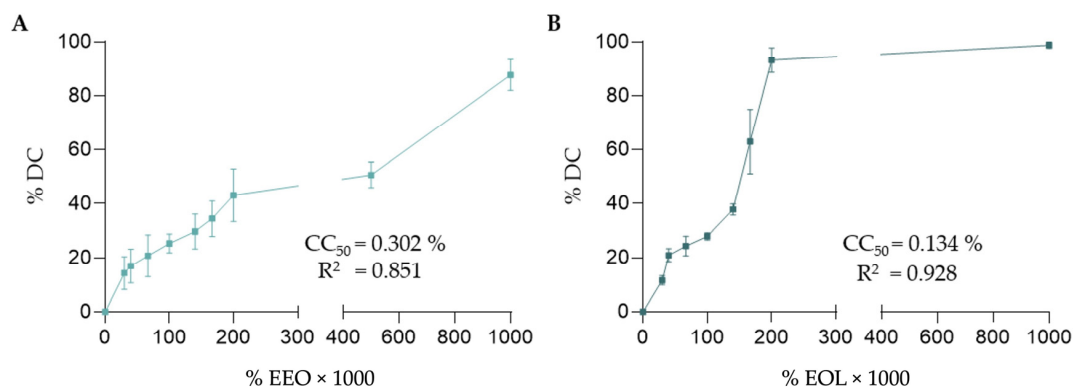 A
100
80
60
40
20
0
% DC
0 100 200 300 400 600 800 1000
% EEO × 1000
CC50 = 0.302 %
R² = 0.851
B
100
80
60
40
20
0
% DC
0 100 200 300 400 600 800 1000
% EOL × 1000
CC50 = 0.134 %
R² = 0.928